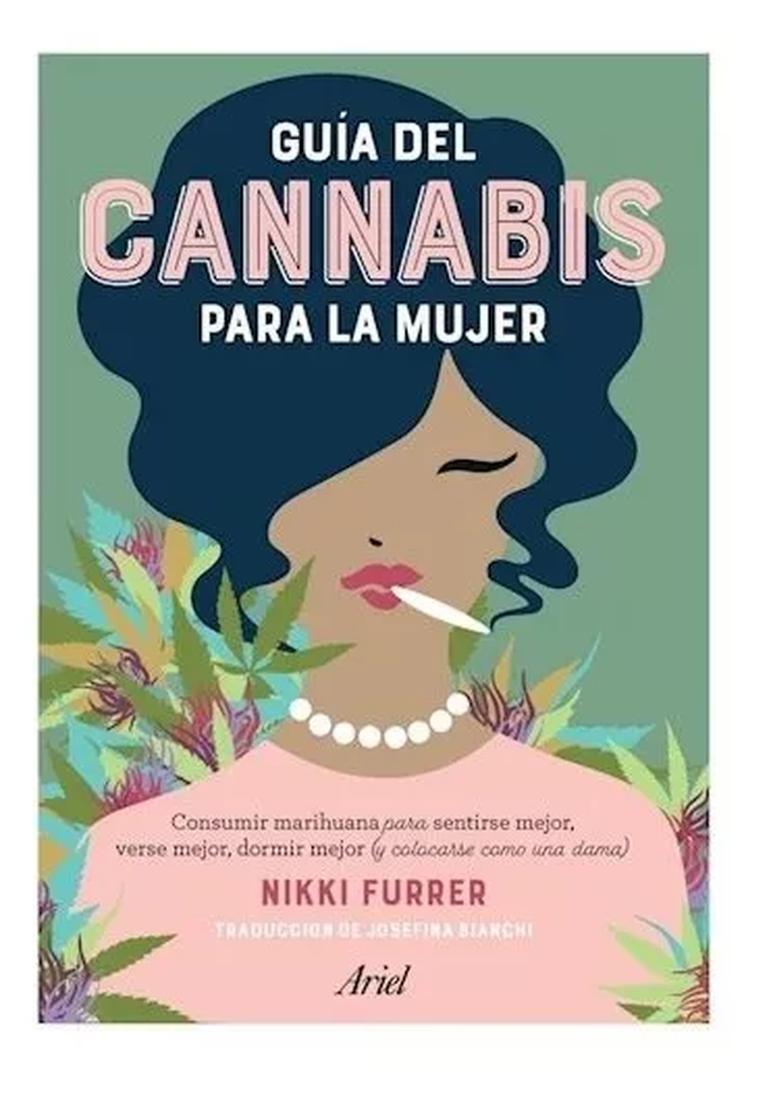 GUÍA DEL
CANNABIS
PARA LA MUJER
Consumir marihuana para sentirse mejor,
verse mejor, dormir mejor (y colocarse como una dama)
NIKKI FURRER
TRADUCCION DE JOSEFINA BIANCHI
Ariel